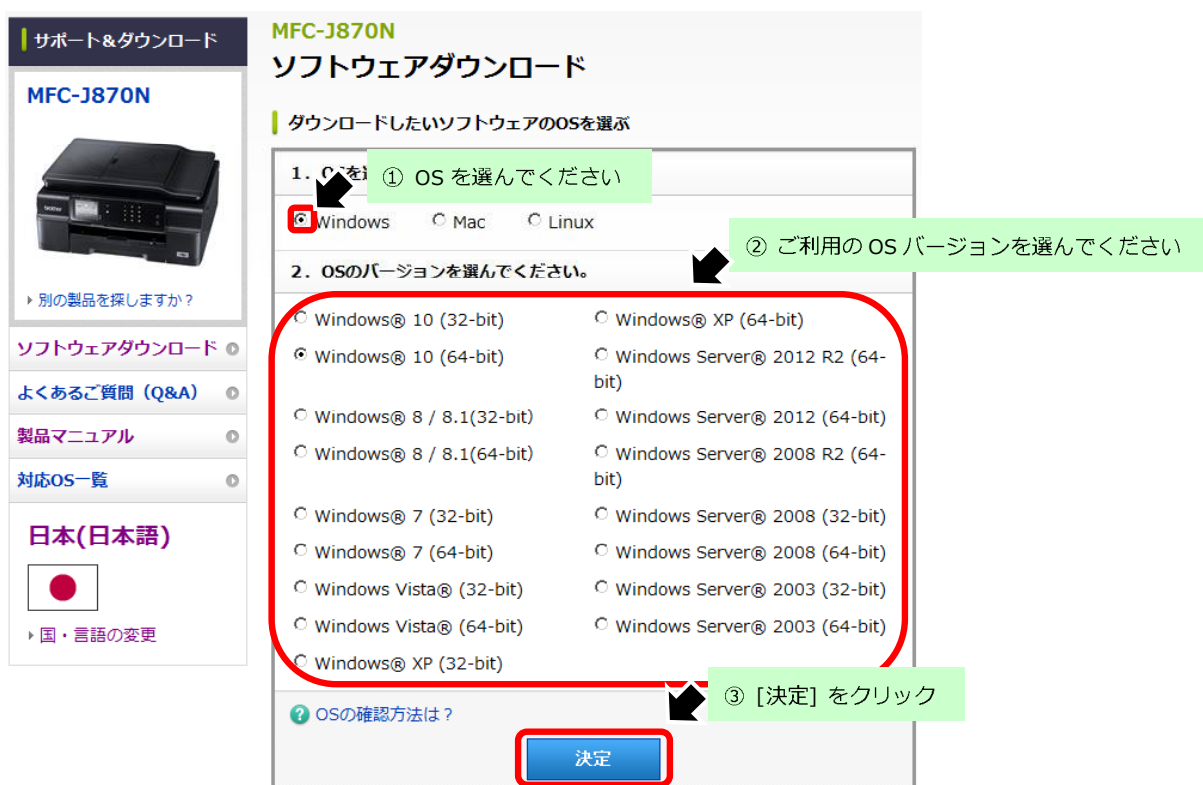 サポート&ダウンロード
MFC-J870N
brother
別の製品を探しますか？
ソフトウェアダウンロード
よくあるご質問（Q&A）
製品マニュアル
対応OS一覧
日本(日本語)
国・言語の変更
MFC-J870N
ソフトウェアダウンロード
ダウンロードしたいソフトウェアのOSを選ぶ
1. OSを
① OS を選んでください
Windows Mac Linux
② ご利用の OS バージョンを選んでください
2. OSのバージョンを選んでください。
Windows® 10 (32-bit)
Windows® XP (64-bit)
Windows® 10 (64-bit)
Windows Server® 2012 R2 (64-
bit)
Windows® 8 / 8.1(32-bit)
Windows Server® 2012 (64-bit)
Windows® 8 / 8.1(64-bit)
Windows Server® 2008 R2 (64-
bit)
Windows® 7 (32-bit)
Windows Server® 2008 (32-bit)
Windows® 7 (64-bit)
Windows Server® 2008 (64-bit)
Windows Vista® (32-bit)
Windows Server® 2003 (32-bit)
Windows Vista® (64-bit)
Windows Server® 2003 (64-bit)
Windows® XP (32-bit)
③ [決定] をクリック
OSの確認方法は？
決定